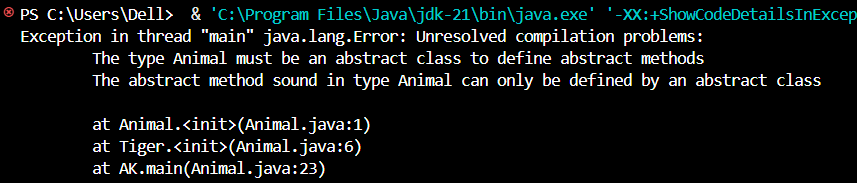 PS C:\Users\Dell>  & 'C:\Program Files\Java\jdk-21\bin\java.exe' '-XX:+ShowCodeDetailsInExcep
Exception in thread "main" java.lang.Error: Unresolved compilation problems:
        The type Animal must be an abstract class to define abstract methods
        The abstract method sound in type Animal can only be defined by an abstract class

        at Animal.<init>(Animal.java:1)
        at Tiger.<init>(Animal.java:6)
        at AK.main(Animal.java:23)